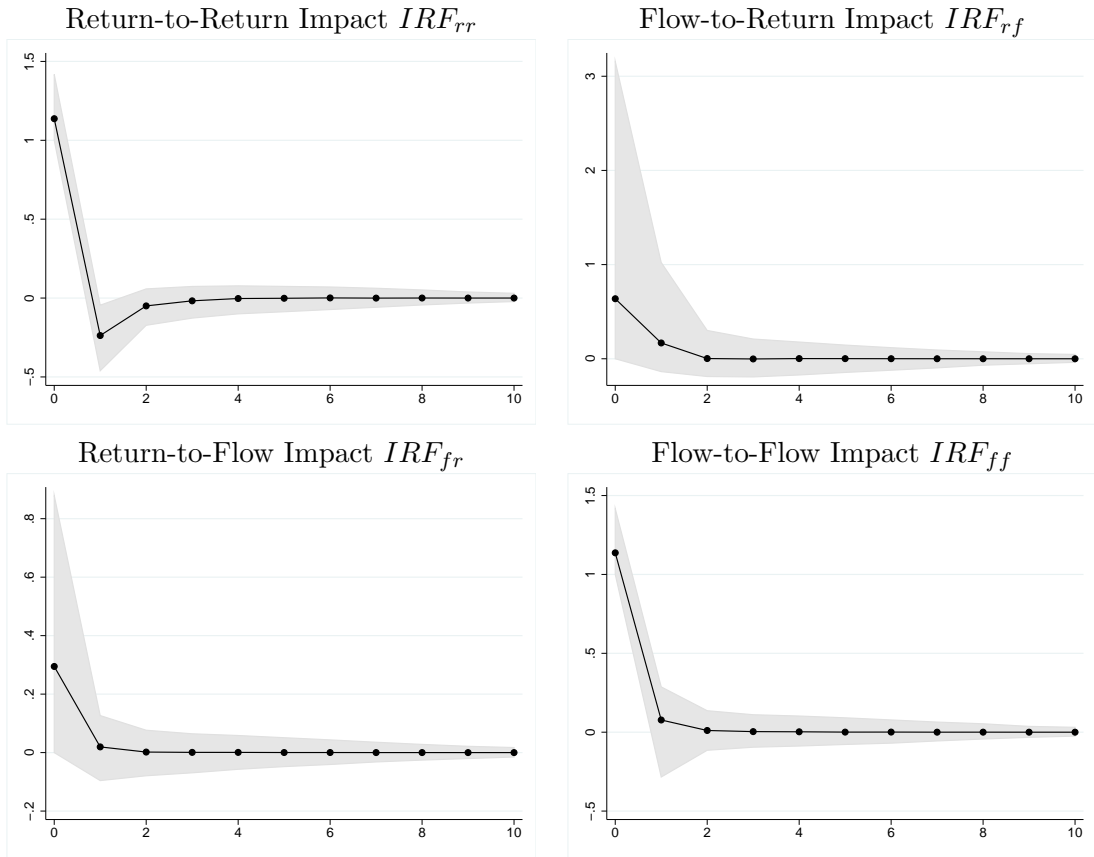 Return-to-Return Impact IRF_rr
1.5
1
.5
0
-.5
0 2 4 6 8 10
Flow-to-Return Impact IRF_rf
3
2
1
0
0 2 4 6 8 10
Return-to-Flow Impact IRF_fr
.8
.6
.4
.2
0
-.2
0 2 4 6 8 10
Flow-to-Flow Impact IRF_ff
1.5
1
.5
0
-.5
0 2 4 6 8 10